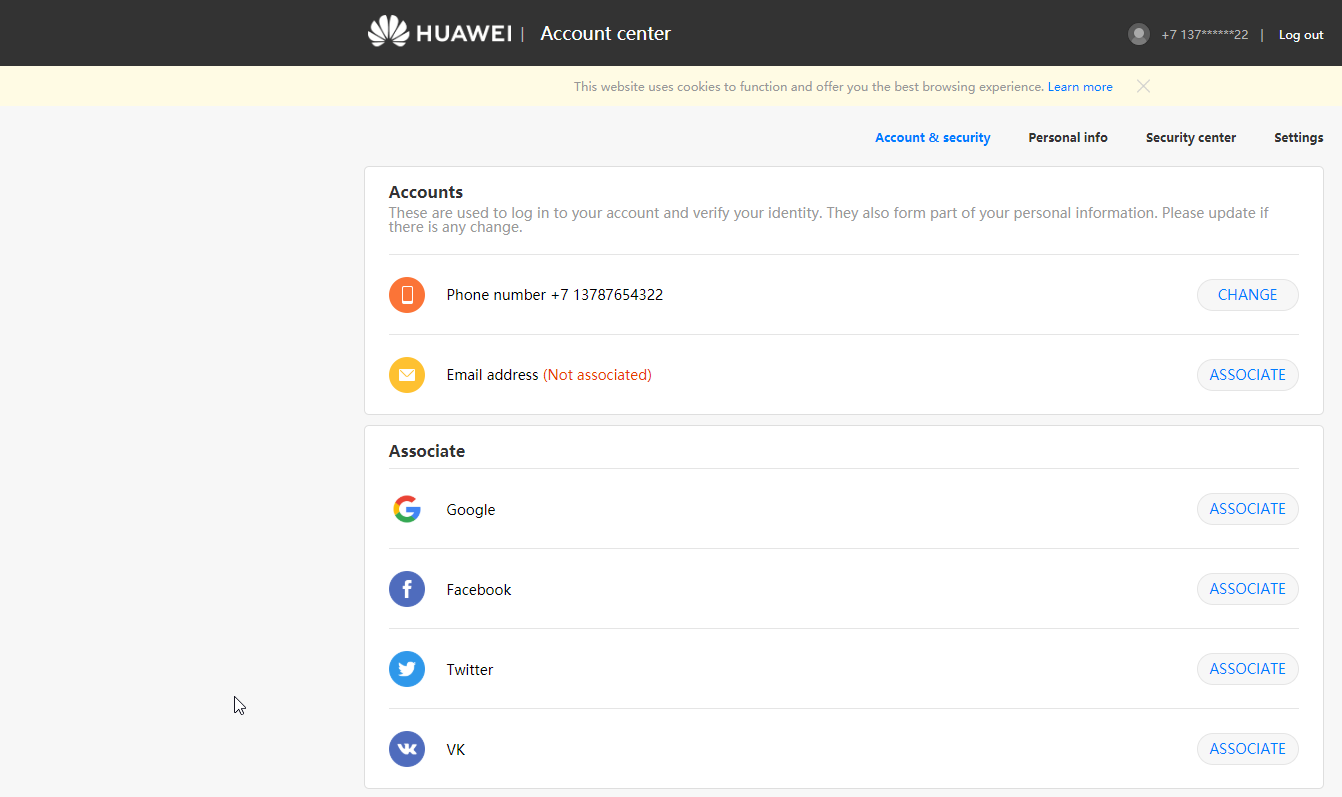 HUAWEI | Account center
+7 137******22 | Log out
This website uses cookies to function and offer you the best browsing experience. Learn more
Account & security Personal info Security center Settings
Accounts
These are used to log in to your account and verify your identity. They also form part of your personal information. Please update if
there is any change.
Phone number +7 13787654322 CHANGE
Email address (Not associated) ASSOCIATE
Associate
Google ASSOCIATE
Facebook ASSOCIATE
Twitter ASSOCIATE
VK ASSOCIATE